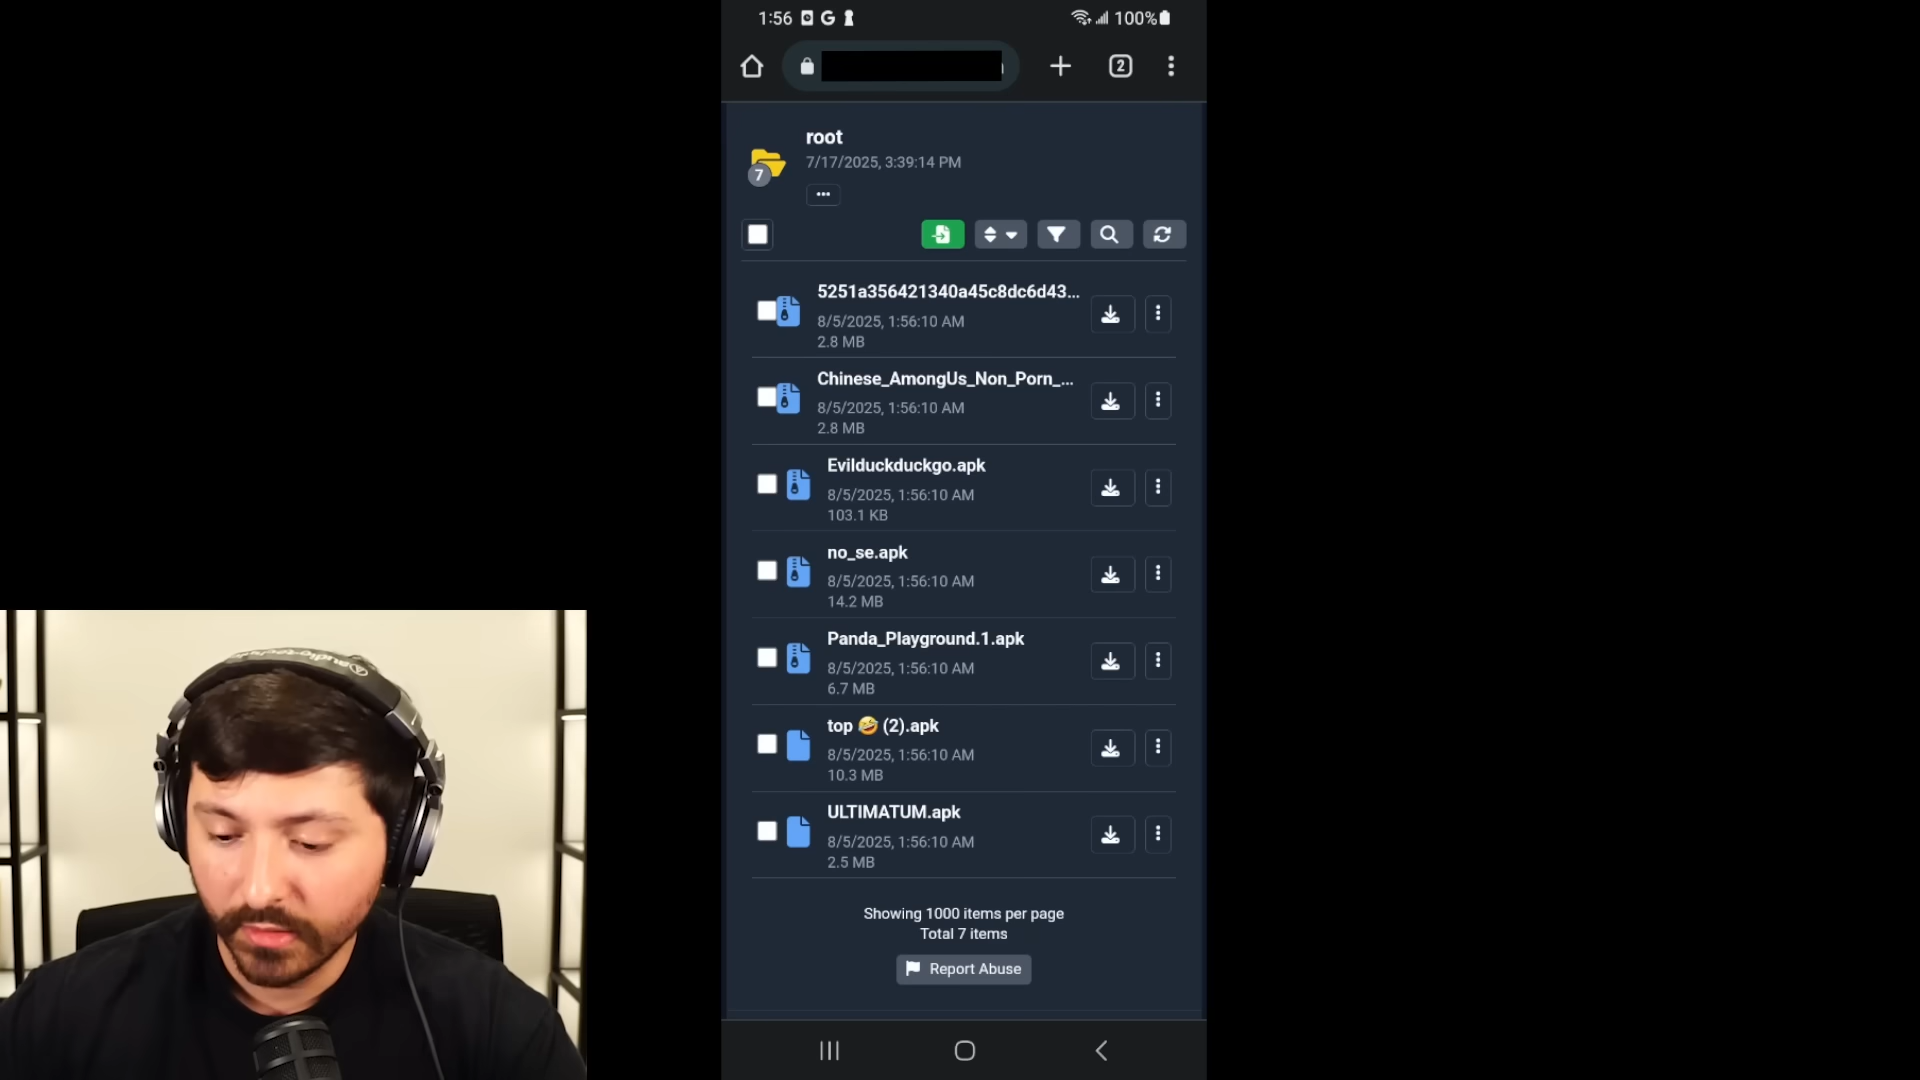 1:56
100%
2
root
7/17/2025, 3:39:14 PM
7
5251a356421340a45c8dc6d43...
8/5/2025, 1:56:10 AM
2.8 MB
Chinese_AmongUs_Non_Porn_...
8/5/2025, 1:56:10 AM
2.8 MB
Evilduckduckgo.apk
8/5/2025, 1:56:10 AM
103.1 KB
no_se.apk
8/5/2025, 1:56:10 AM
14.2 MB
Panda_Playground.1.apk
8/5/2025, 1:56:10 AM
6.7 MB
top 🤣 (2).apk
8/5/2025, 1:56:10 AM
10.3 MB
ULTIMATUM.apk
8/5/2025, 1:56:10 AM
2.5 MB
Showing 1000 items per page
Total 7 items
Report Abuse